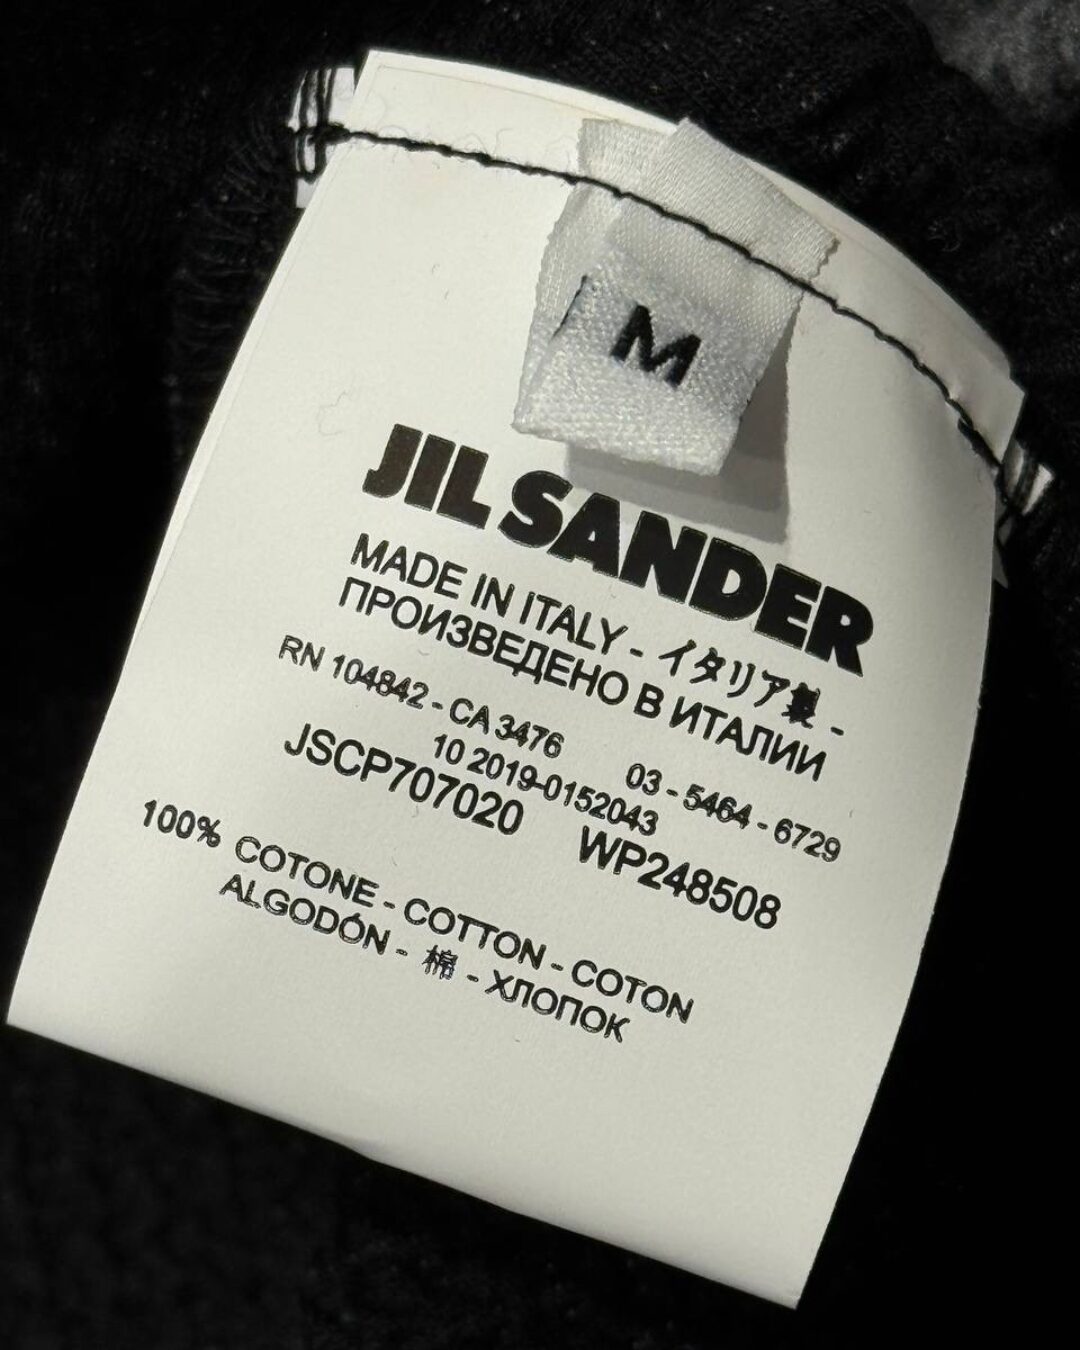 M
JIL SANDER
MADE IN ITALY - イタリア製 -
ПРОИЗВЕДЕНО В ИТАЛИИ
RN 104842 - CA 3476 03 - 5464 - 6729
10 2019-0152043
JSCP707020 WP248508
100% COTONE - COTTON - COTON
ALGODÓN - 棉 - ХЛОПОК